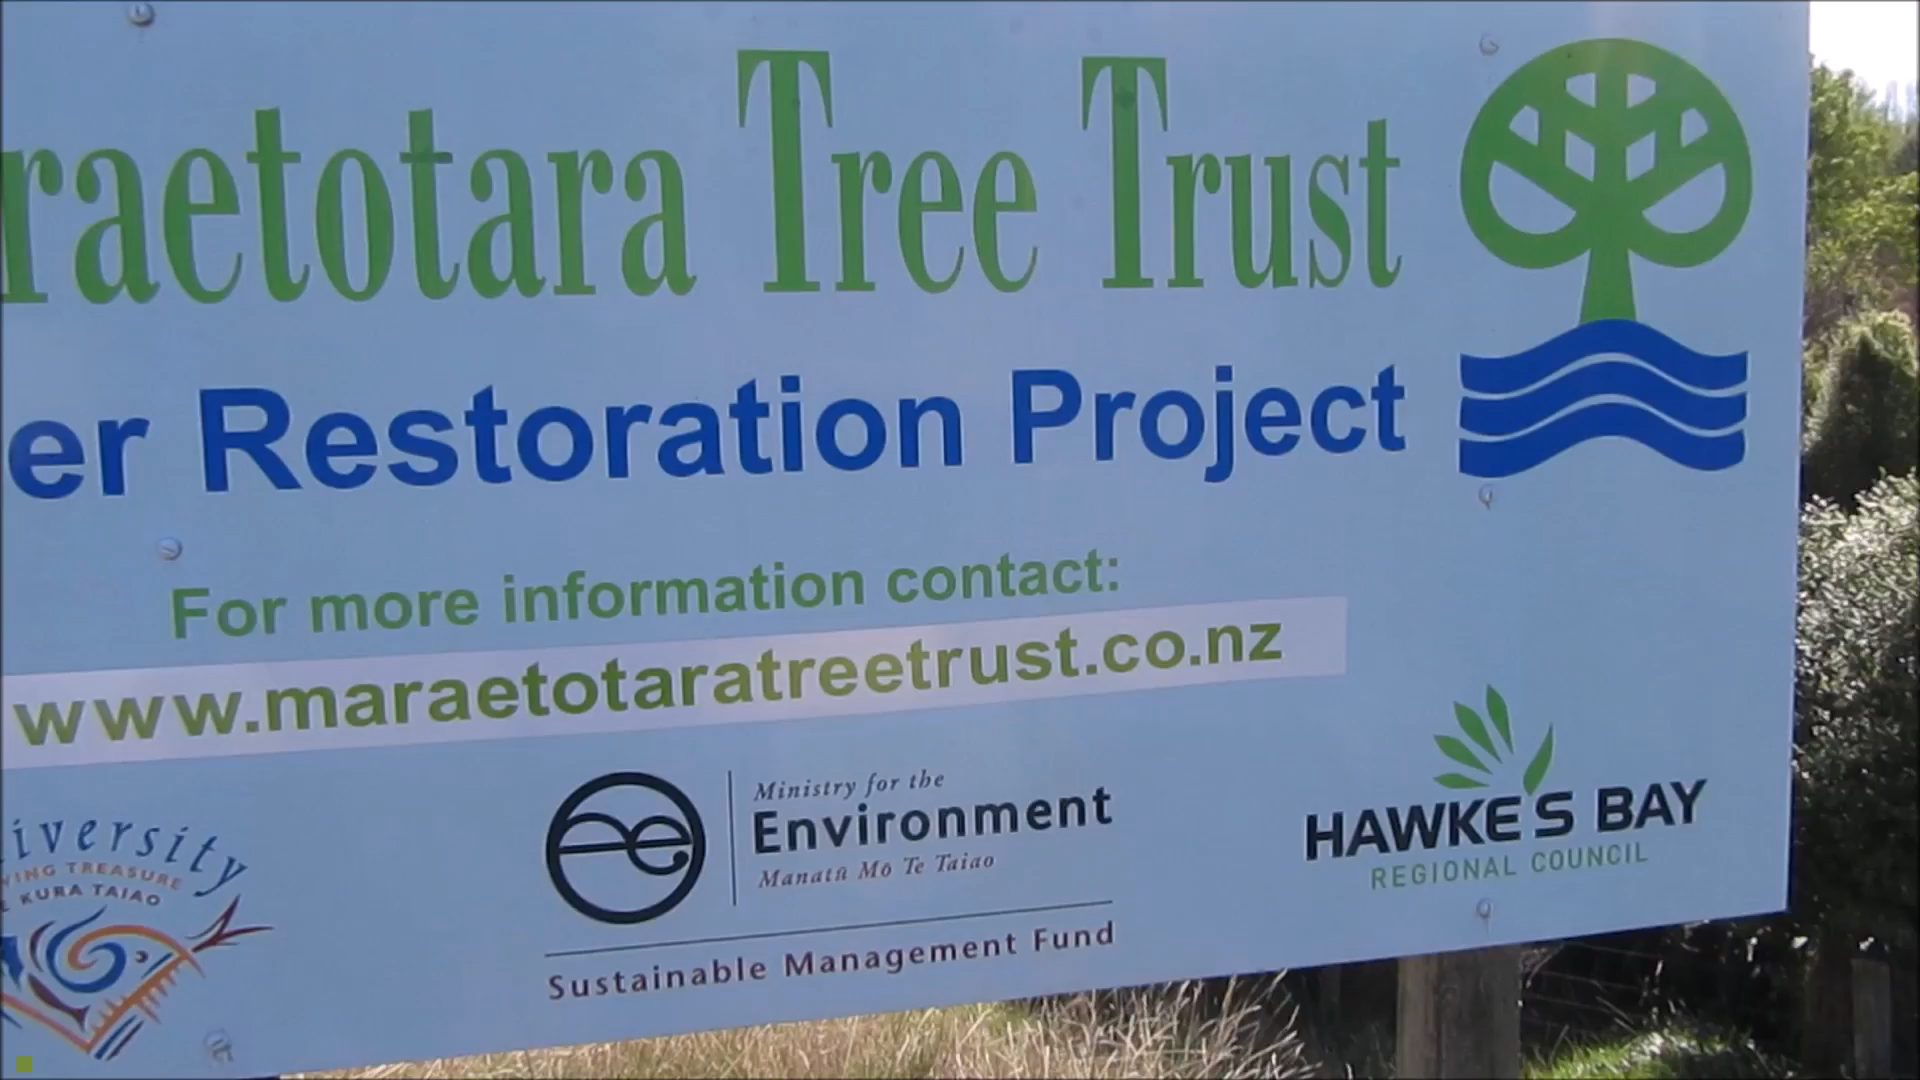 raetotara Tree Trust
er Restoration Project
For more information contact:
www.maraetotaratreetrust.co.nz
iversity
VING TREASURE
E KURA TAIAO
Ministry for the
Environment
Manatū Mō Te Taiao
Sustainable Management Fund
HAWKE'S BAY
REGIONAL COUNCIL